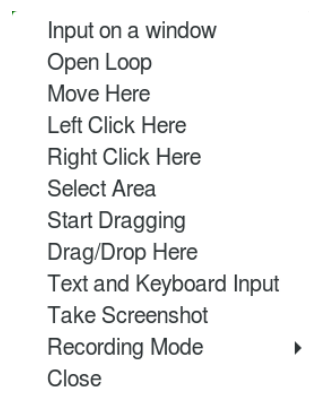 Input on a window
Open Loop
Move Here
Left Click Here
Right Click Here
Select Area
Start Dragging
Drag/Drop Here
Text and Keyboard Input
Take Screenshot
Recording Mode
Close